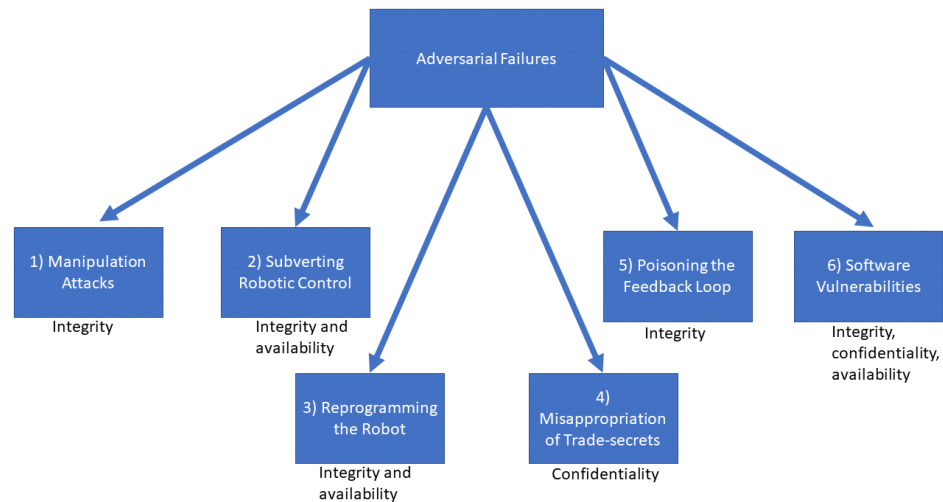 Adversarial Failures
1) Manipulation
Attacks
Integrity
2) Subverting
Robotic Control
Integrity and
availability
3) Reprogramming
the Robot
Integrity and
availability
4)
Misappropriation
of Trade-secrets
Confidentiality
5) Poisoning the
Feedback Loop
Integrity
6) Software
Vulnerabilities
Integrity,
confidentiality,
availability